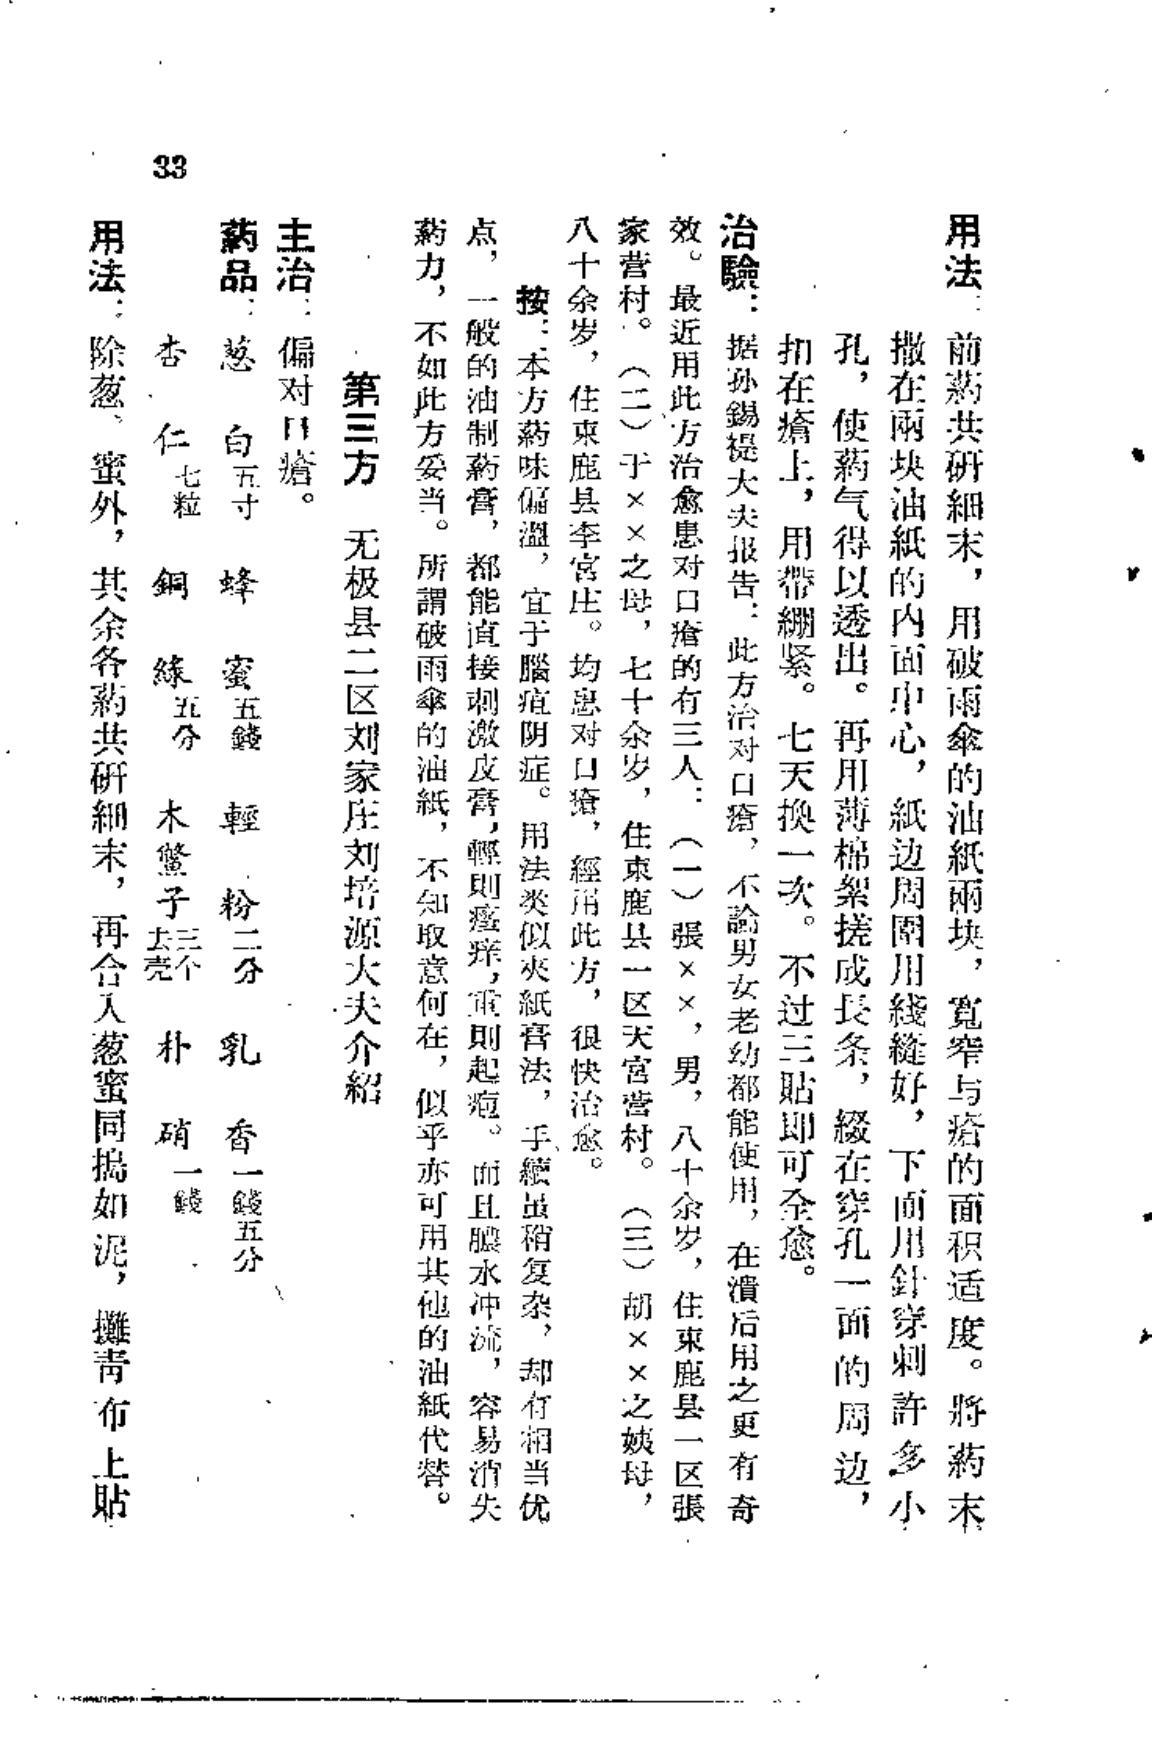 用法：前葯共研細末，用破雨傘的油紙兩块，寬窄与瘡的面积适度。將葯末
撒在兩块油紙的内面中心，紙边周圍用綫縫好，下面用針穿刺許多小
孔，使葯气得以透出。再用薄棉絮搓成长条，綴在穿孔一面的周边，
扣在瘡上，用帶綳紧。七天換一次。不过三貼即可全愈。
治驗：据孙錫褆大夫报告：此方治对口瘡，不論男女老幼都能使用，在潰后用之更有奇
效。最近用此方治愈患对口瘡的有三人：（一）張××，男，八十余岁，住束鹿县一区張
家营村。（二）于××之母，七十余岁，住束鹿县一区天宮营村。（三）胡××之姨母，
八十余岁，住束鹿县李宮庄。均患对口瘡，經用此方，很快治愈。
按：本方葯味偏溫，宜于腦疽阴症。用法类似夾紙膏法，手續虽稍复杂，却有相当优
点，一般的油制葯膏，都能直接刺激皮膚，輕則瘙痒，重則起疱。而且膿水冲流，容易消失
葯力，不如此方妥当。所謂破雨傘的油紙，不知取意何在，似乎亦可用其他的油紙代替。
第三方　无极县二区刘家庄刘培源大夫介紹
主治：偏对口瘡。
葯品：葱白五寸　蜂蜜五錢　輕粉二分　乳香一錢五分
杏仁七粒　銅綠五分　木鱉子三个去壳　朴硝一錢
用法：除葱、蜜外，其余各葯共研細末，再合入葱蜜同搗如泥，攤靑布上貼
33